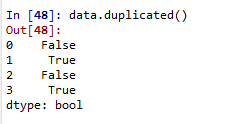 In [48]: data.duplicated()
Out[48]:
0    False
1     True
2    False
3     True
dtype: bool